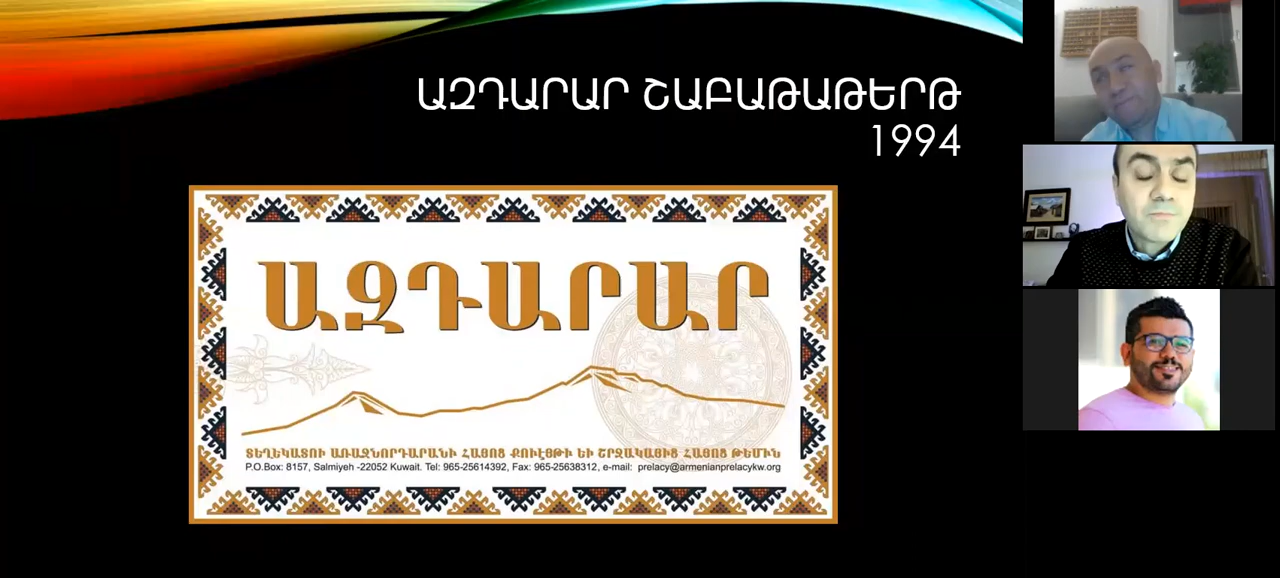 ԱԶԴԱՐԱՐ ՇԱԲԱԹԱԹԵՐԹ
1994
ԱԶԴԱՐԱՐ
ՏԵՂԵԿԱՏՈՒ ԱՌԱՋՆՈՐԴԱՐԱՆԻ ՀԱՅՈՑ ՔՈՒԷՅԹԻ ԵՒ ՇՐՋԱԿԱՅԻՑ ՀԱՅՈՑ ԹԵՄԻՆ
P.O.Box: 8157, Salmiyeh -22052 Kuwait. Tel: 965-25614392, Fax: 965-25638312, e-mail: prelacy@armenianprelacykw.org